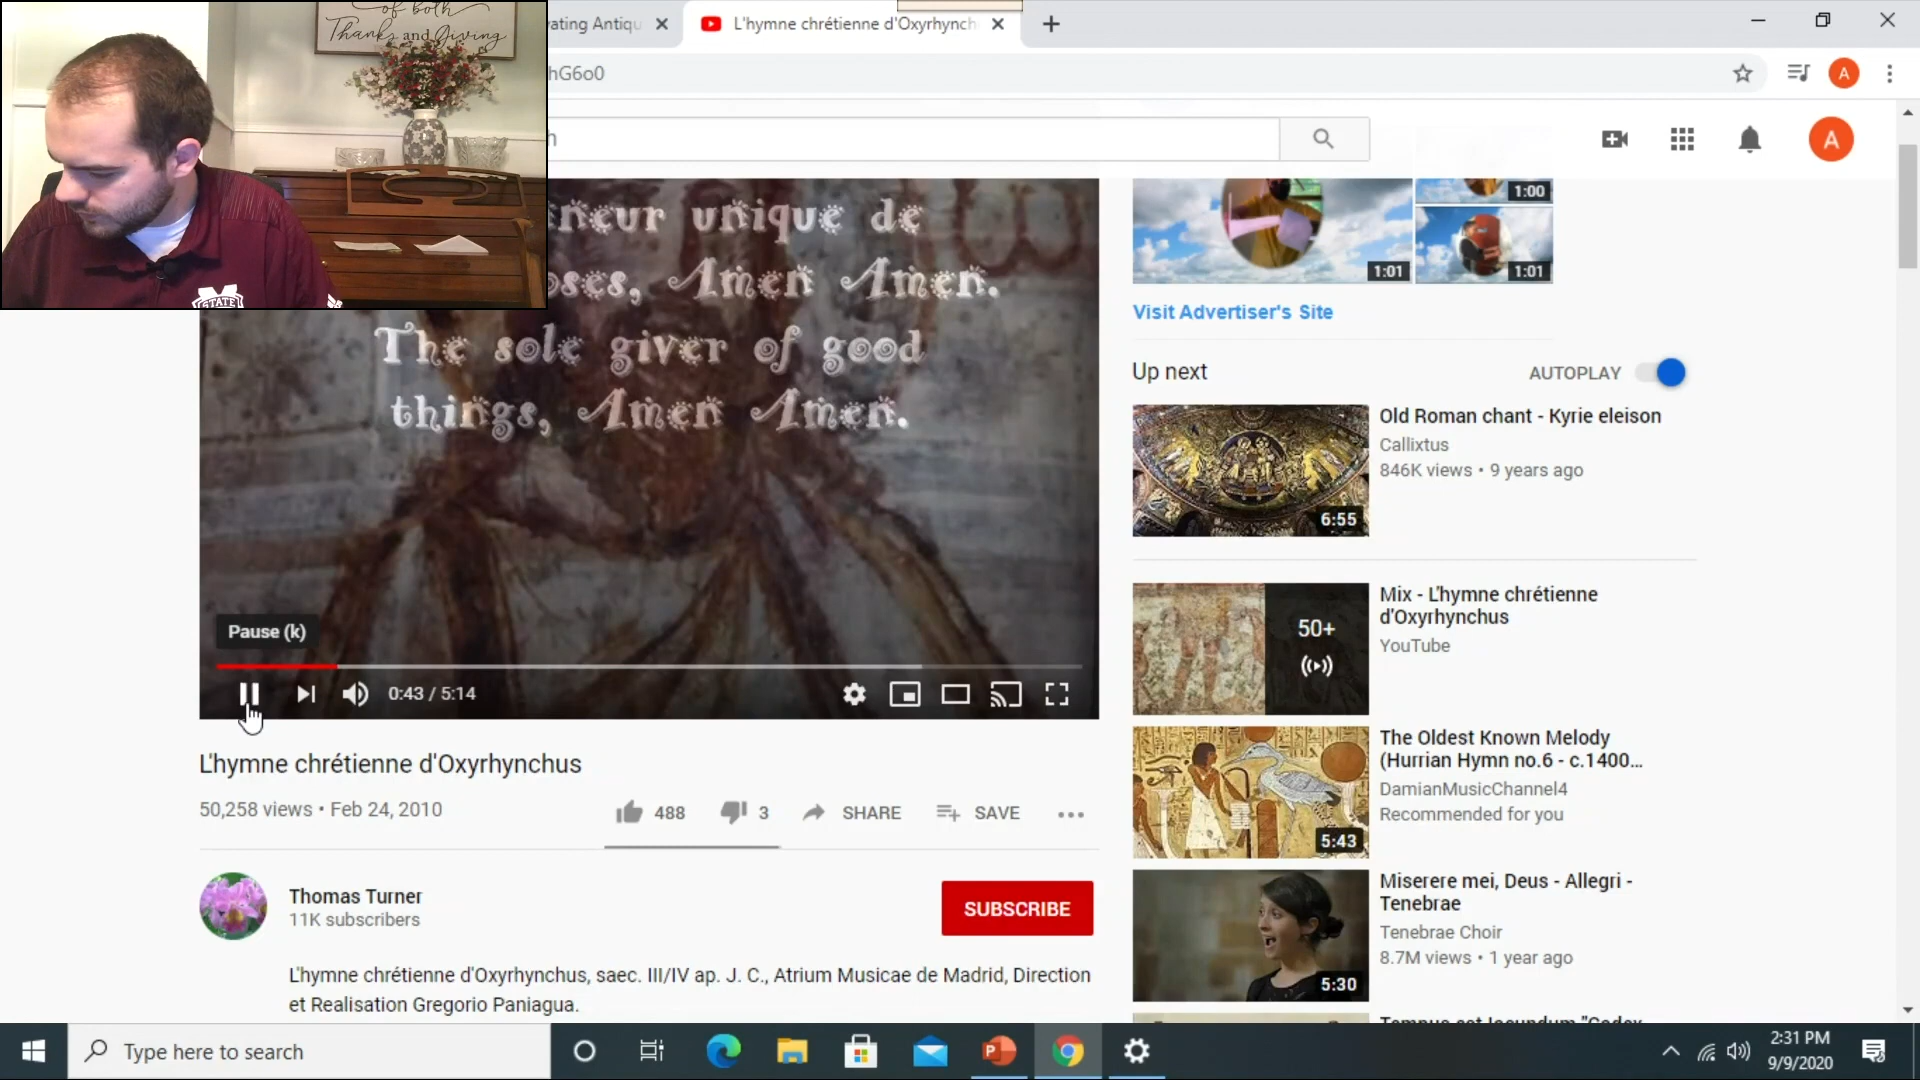 of both
Thanks and Giving
STATE
vating Antiqu
L'hymne chrétienne d'Oxyrhynch
hG6o0
A
h
A
neur unique de
oses, Amen Amen.
The sole giver of good
things, Amen Amen.
Pause (k)
0:43 / 5:14
L'hymne chrétienne d'Oxyrhynchus
50,258 views • Feb 24, 2010
488
3
SHARE
SAVE
Thomas Turner
11K subscribers
SUBSCRIBE
L'hymne chrétienne d'Oxyrhynchus, saec. III/IV ap. J. C., Atrium Musicae de Madrid, Direction
et Realisation Gregorio Paniagua.
1:00
1:01
1:01
Visit Advertiser's Site
Up next
AUTOPLAY
Old Roman chant - Kyrie eleison
Callixtus
846K views • 9 years ago
6:55
Mix - L'hymne chrétienne
d'Oxyrhynchus
YouTube
50+
The Oldest Known Melody
(Hurrian Hymn no.6 - c.1400...
DamianMusicChannel4
Recommended for you
5:43
Miserere mei, Deus - Allegri -
Tenebrae
Tenebrae Choir
8.7M views • 1 year ago
5:30
Type here to search
2:31 PM
9/9/2020